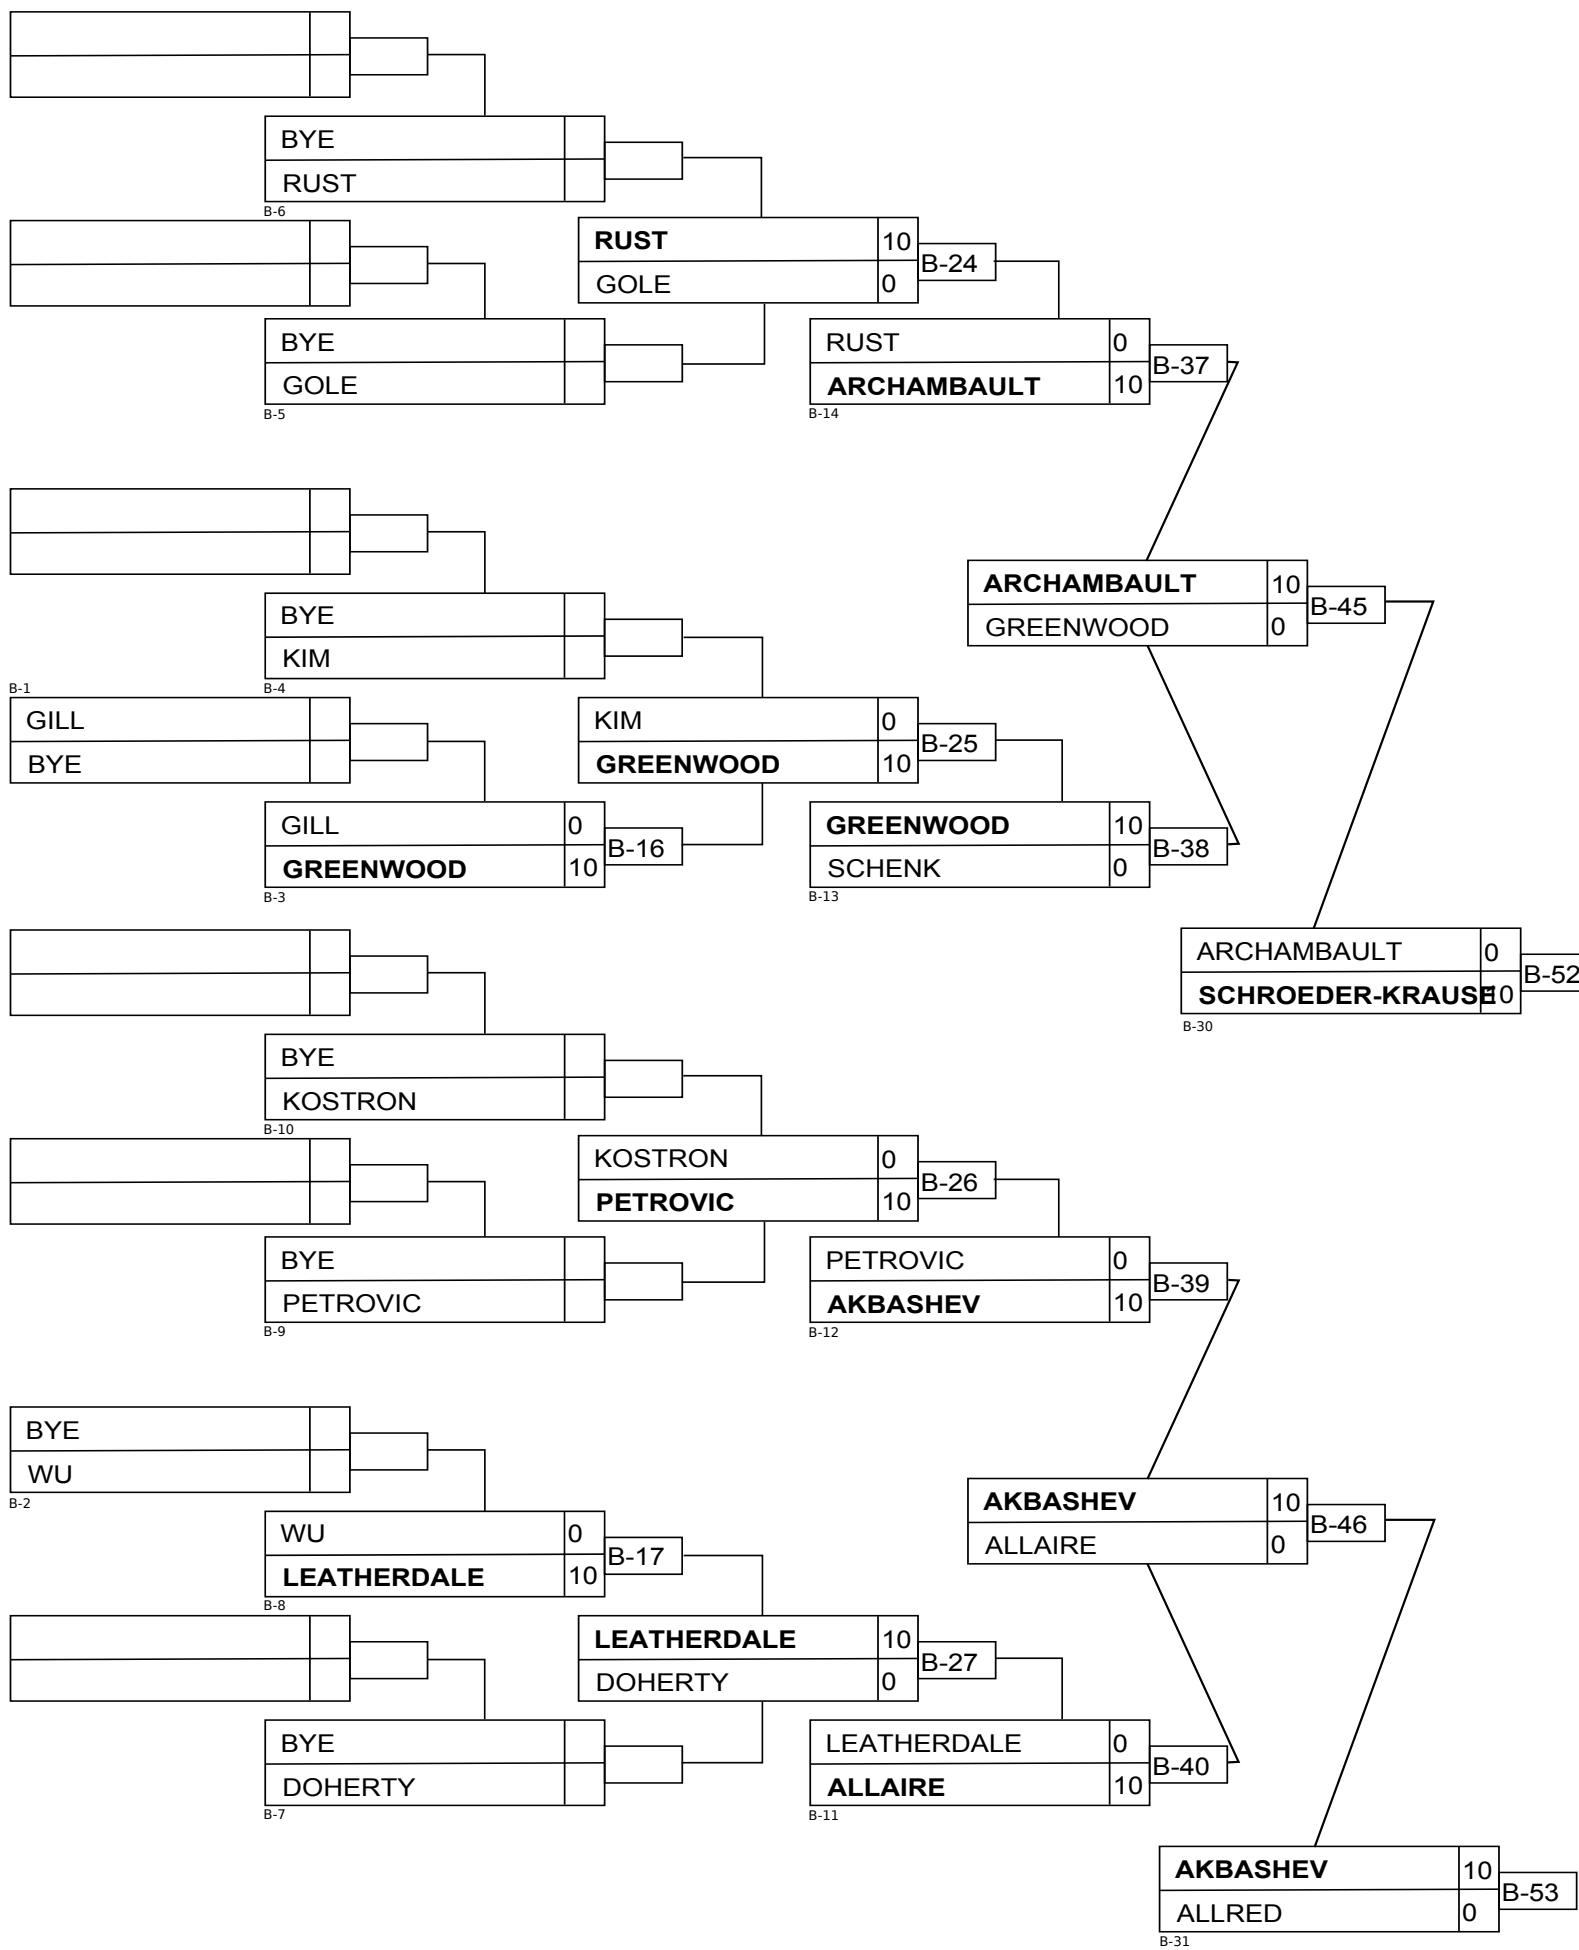 BYE
RUST
B-6
RUST 10
B-24
GOLE 0
BYE
GOLE
B-5
RUST 0
B-37
ARCHAMBAULT 10
B-14
ARCHAMBAULT 10
B-45
GREENWOOD 0
BYE
KIM
B-4
B-1
GILL
BYE
KIM 0
B-25
GREENWOOD 10
GILL 0
B-16
GREENWOOD 10
B-3
GREENWOOD 10
B-38
SCHENK 0
B-13
ARCHAMBAULT 0
B-52
SCHROEDER-KRAUSE 10
B-30
BYE
KOSTRON
B-10
KOSTRON 0
B-26
PETROVIC 10
BYE
PETROVIC
B-9
PETROVIC 0
B-39
AKBASHEV 10
B-12
BYE
WU
B-2
AKBASHEV 10
B-46
ALLAIRE 0
WU 0
B-17
LEATHERDALE 10
B-8
LEATHERDALE 10
B-27
DOHERTY 0
BYE
DOHERTY
B-7
LEATHERDALE 0
B-40
ALLAIRE 10
B-11
AKBASHEV 10
B-53
ALLRED 0
B-31